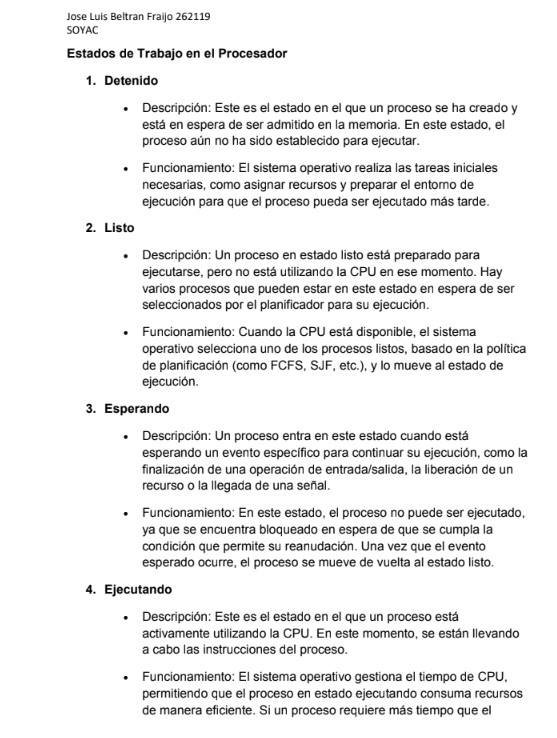 Jose Luis Beltran Fraijo 262119
SOYAC
Estados de Trabajo en el Procesador
1. Detenido
• Descripción: Este es el estado en el que un proceso se ha creado y
está en espera de ser admitido en la memoria. En este estado, el
proceso aún no ha sido establecido para ejecutar.
• Funcionamiento: El sistema operativo realiza las tareas iniciales
necesarias, como asignar recursos y preparar el entorno de
ejecución para que el proceso pueda ser ejecutado más tarde.
2. Listo
• Descripción: Un proceso en estado listo está preparado para
ejecutarse, pero no está utilizando la CPU en ese momento. Hay
varios procesos que pueden estar en este estado en espera de ser
seleccionados por el planificador para su ejecución.
• Funcionamiento: Cuando la CPU está disponible, el sistema
operativo selecciona uno de los procesos listos, basado en la política
de planificación (como FCFS, SJF, etc.), y lo mueve al estado de
ejecución.
3. Esperando
• Descripción: Un proceso entra en este estado cuando está
esperando un evento específico para continuar su ejecución, como la
finalización de una operación de entrada/salida, la liberación de un
recurso o la llegada de una señal.
• Funcionamiento: En este estado, el proceso no puede ser ejecutado,
ya que se encuentra bloqueado en espera de que se cumpla la
condición que permite su reanudación. Una vez que el evento
esperado ocurre, el proceso se mueve de vuelta al estado listo.
4. Ejecutando
• Descripción: Este es el estado en el que un proceso está
activamente utilizando la CPU. En este momento, se están llevando
a cabo las instrucciones del proceso.
• Funcionamiento: El sistema operativo gestiona el tiempo de CPU,
permitiendo que el proceso en estado ejecutando consuma recursos
de manera eficiente. Si un proceso requiere más tiempo que el